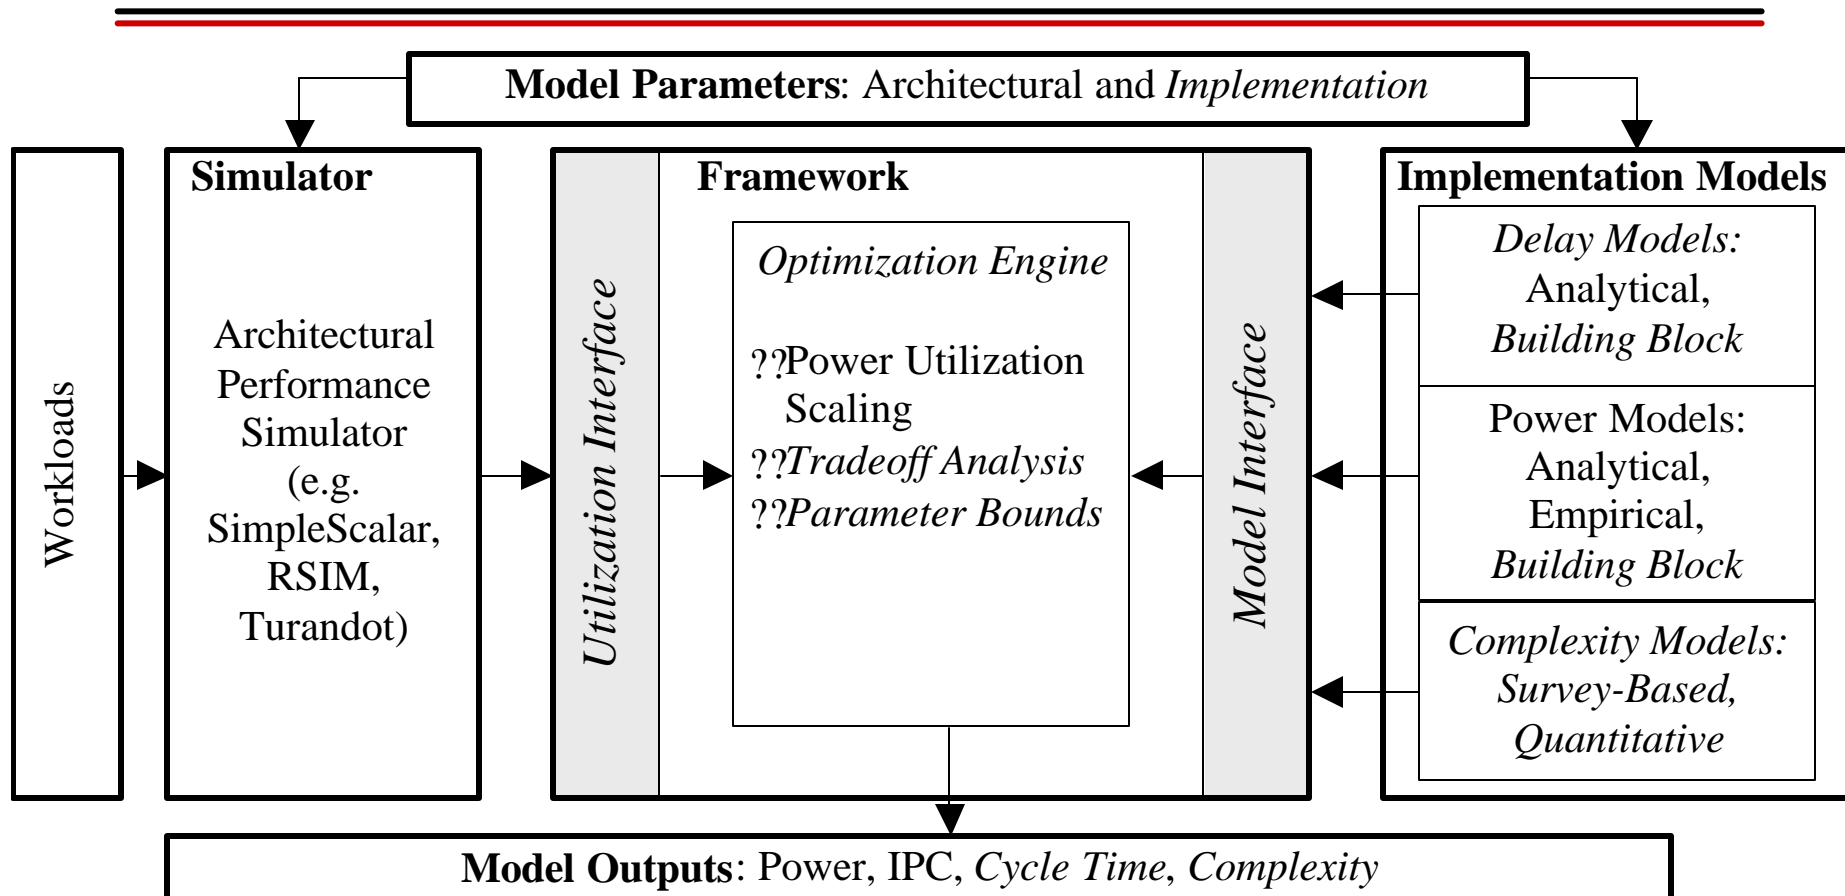 Model Parameters: Architectural and Implementation
Workloads
Simulator
Architectural
Performance
Simulator
(e.g.
SimpleScalar,
RSIM,
Turandot)
Utilization Interface
Framework
Optimization Engine
??Power Utilization
Scaling
??Tradeoff Analysis
??Parameter Bounds
Model Interface
Implementation Models
Delay Models:
Analytical,
Building Block
Power Models:
Analytical,
Empirical,
Building Block
Complexity Models:
Survey-Based,
Quantitative
Model Outputs: Power, IPC, Cycle Time, Complexity